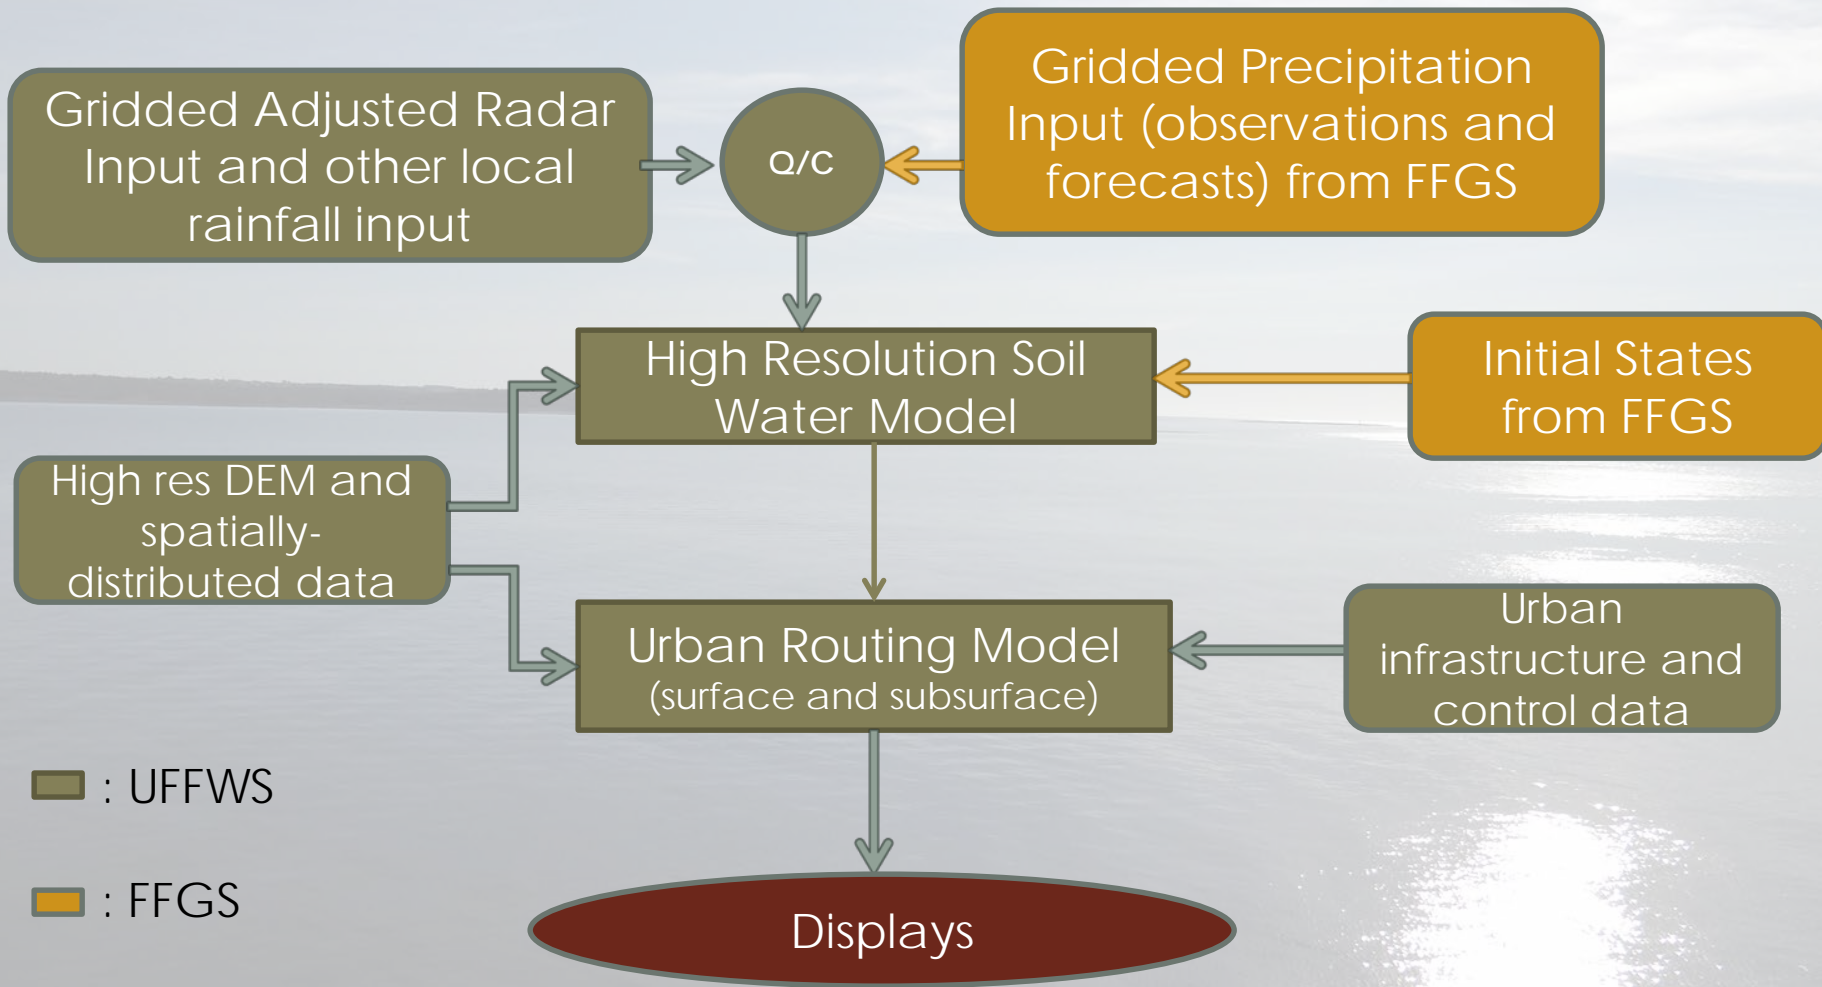 Gridded Adjusted Radar
Input and other local
rainfall input
Q/C
Gridded Precipitation
Input (observations and
forecasts) from FFGS
High Resolution Soil
Water Model
Initial States
from FFGS
High res DEM and
spatially-
distributed data
Urban Routing Model
(surface and subsurface)
Urban
infrastructure and
control data
: UFFWS
: FFGS
Displays